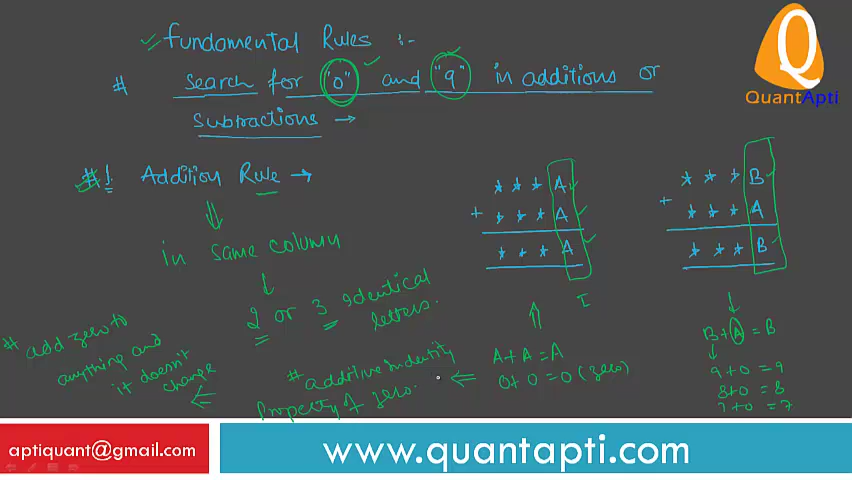 Fundamental Rules :-
# Search for "0" and "9" in additions or
Subtractions →
#1. Addition Rule →
in same column
2 or 3 identical
letters.
# add zero to
anything and
it doesn't
change
# additive indentity
Property of zero.
* * * A
+ * * * A
* * * A
I
A + A = A
0 + 0 = 0 (zero)
* * * B
+ * * * A
* * * B
B + A = B
9 + 0 = 9
8 + 0 = 8
7 + 0 = 7
Q
QuantApti
aptiquant@gmail.com
www.quantapti.com